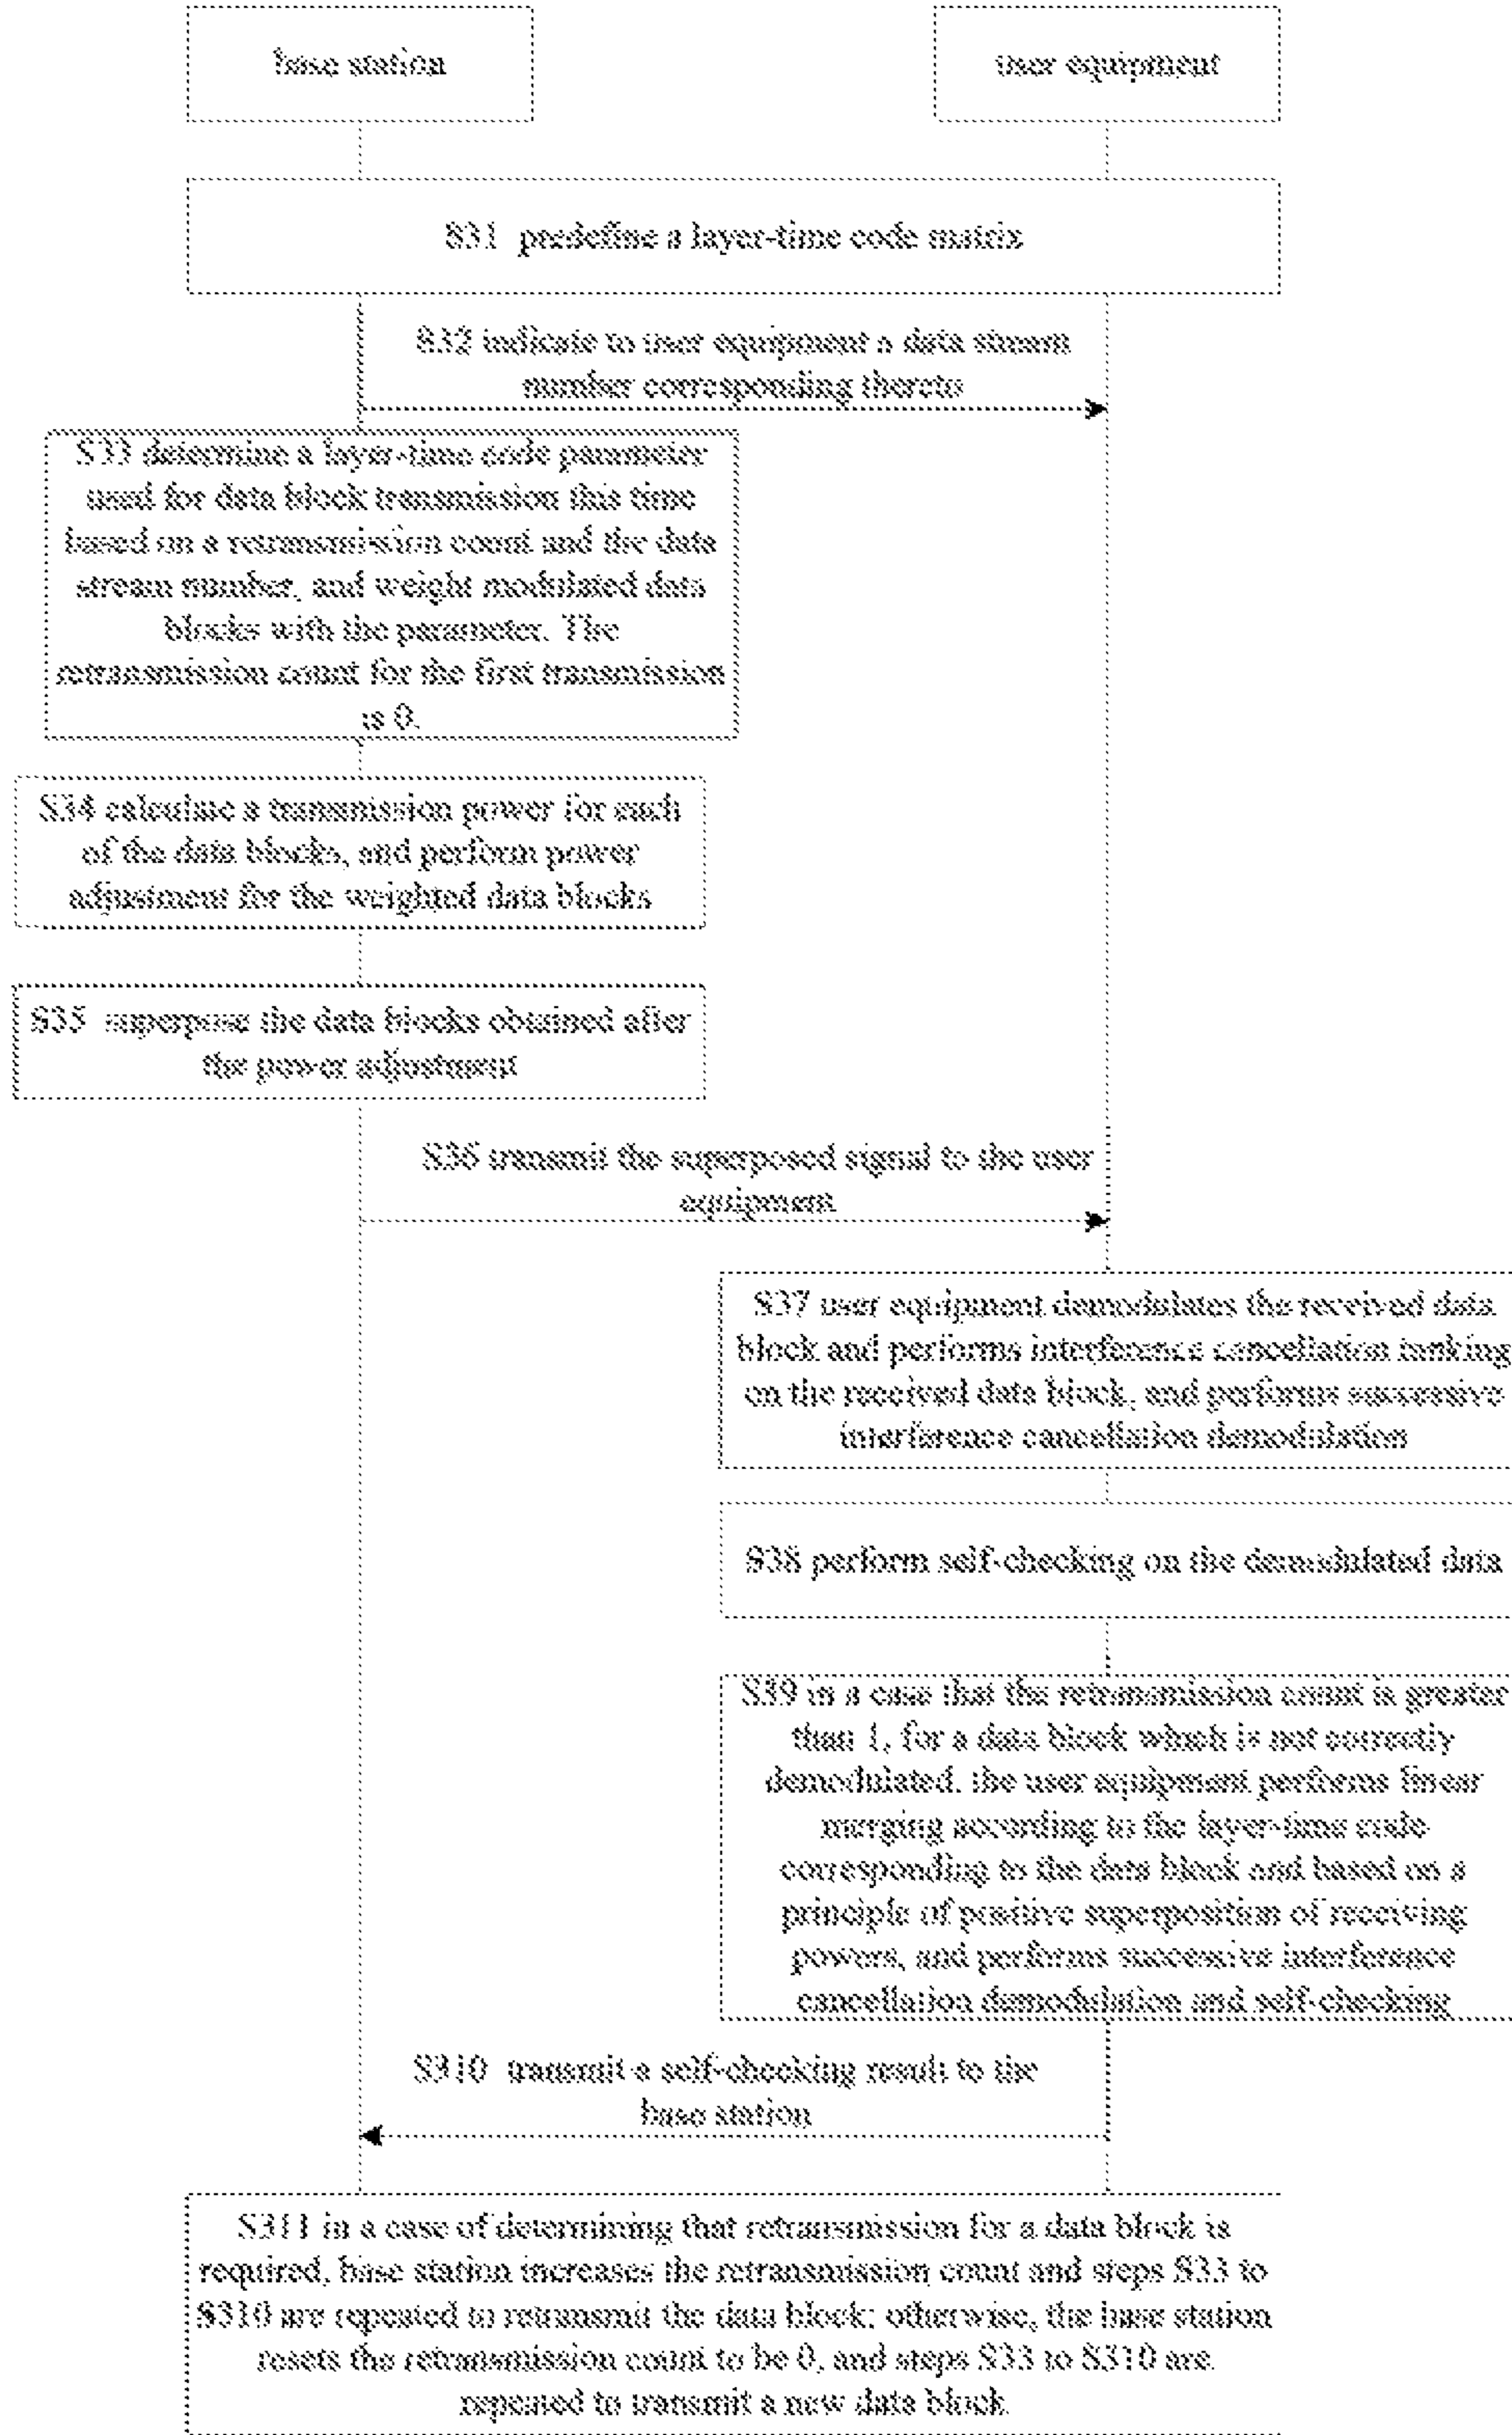 base station
user equipment
S31 predefine a layer-time code matrix
S32 indicate to user equipment a data stream
number corresponding thereto
S33 determine a layer-time code parameter
used for data block transmission this time
based on a retransmission count and the data
stream number, and weight modulated data
blocks with the parameter. The
retransmission count for the first transmission
is 0.
S34 calculate a transmission power for each
of the data blocks, and perform power
adjustment for the weighted data blocks
S35 superpose the data blocks obtained after
the power adjustment
S36 transmit the superposed signal to the user
equipment
S37 user equipment demodulates the received data
block and performs interference cancellation ranking
on the received data block, and performs successive
interference cancellation demodulation
S38 perform self-checking on the demodulated data
S39 in a case that the retransmission count is greater
than 1, for a data block which is not correctly
demodulated, the user equipment performs linear
merging according to the layer-time code
corresponding to the data block and based on a
principle of positive superposition of receiving
powers, and performs successive interference
cancellation demodulation and self-checking
S310 transmit a self-checking result to the
base station
S311 in a case of determining that retransmission for a data block is
required, base station increases the retransmission count and steps S33 to
S310 are repeated to retransmit the data block; otherwise, the base station
resets the retransmission count to be 0, and steps S33 to S310 are
repeated to transmit a new data block